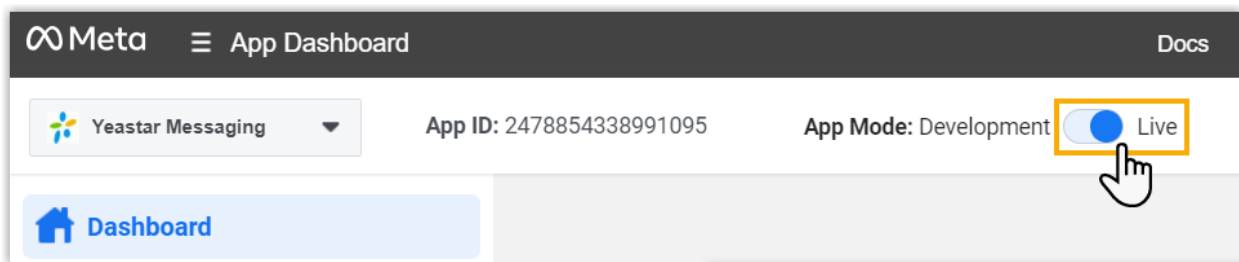 Meta ☰ App Dashboard Docs
Yeastar Messaging App ID: 2478854338991095 App Mode: Development Live
Dashboard